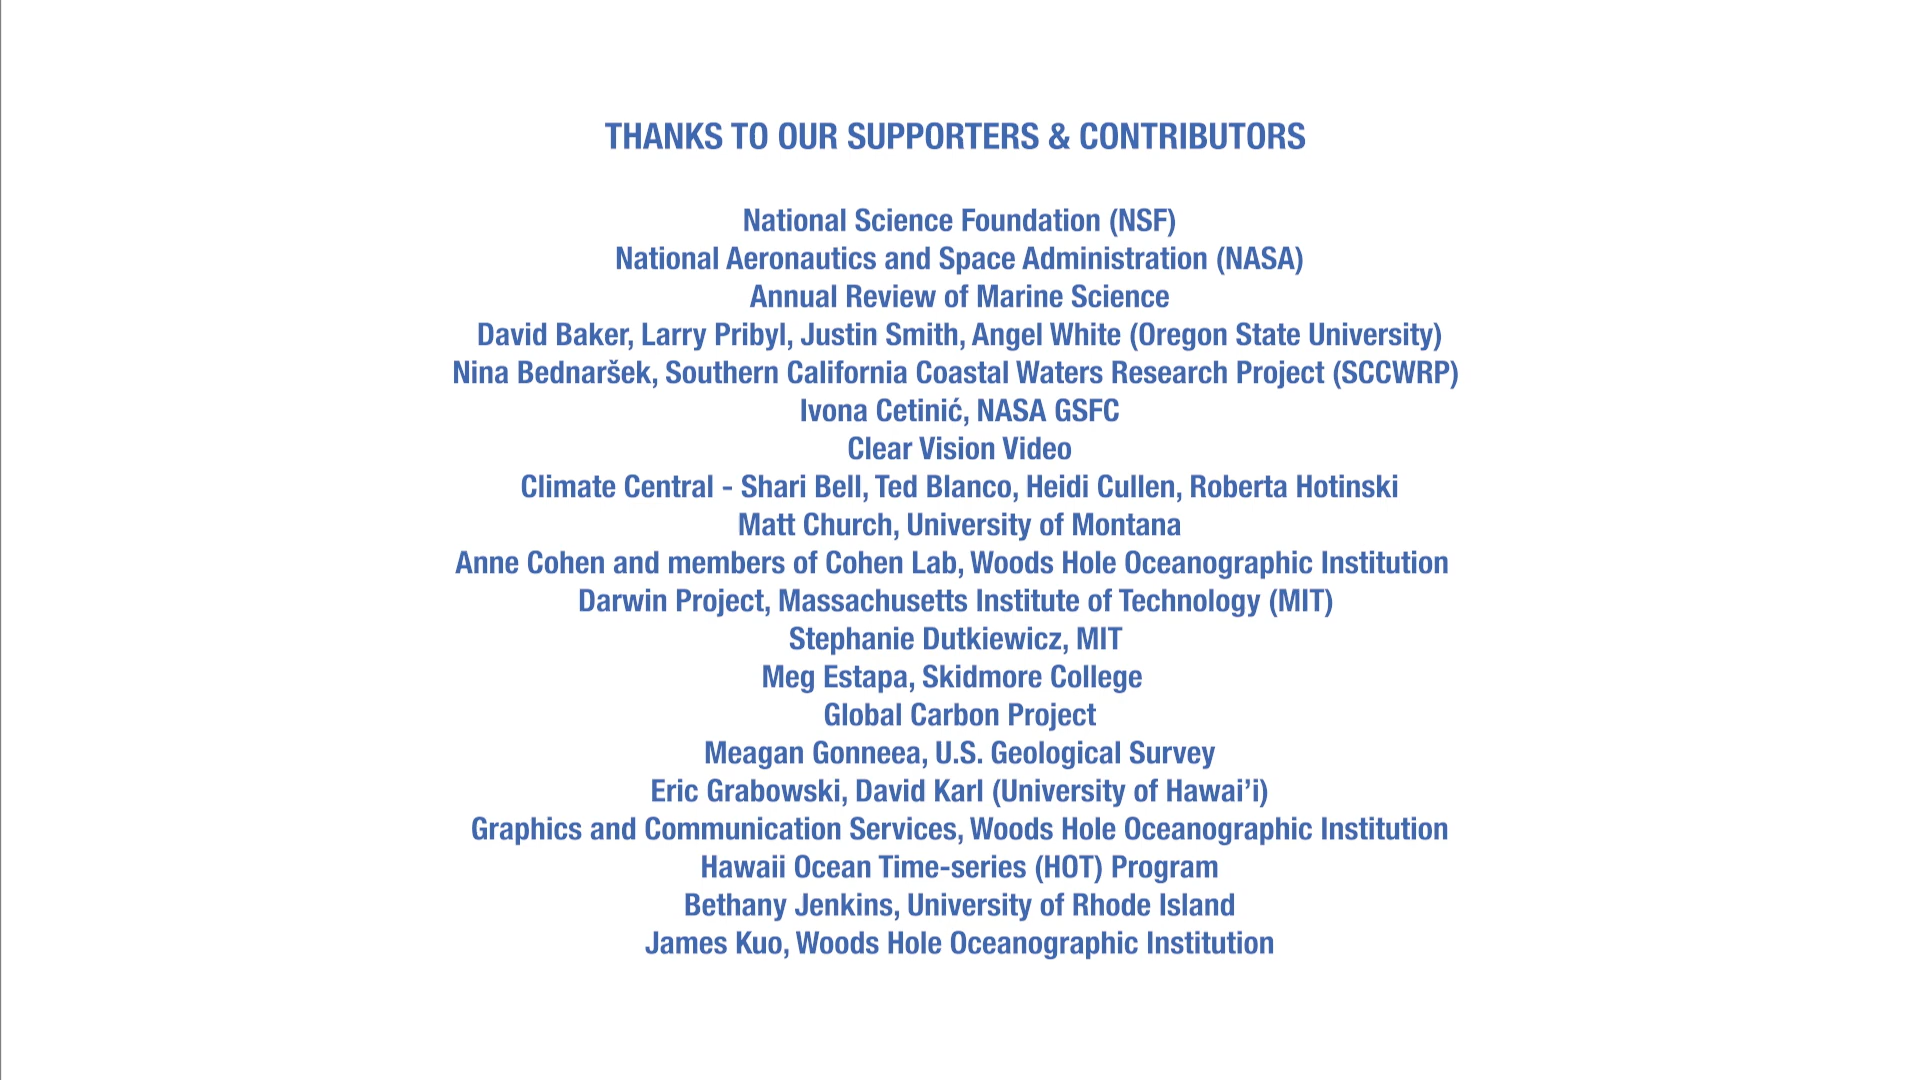 THANKS TO OUR SUPPORTERS & CONTRIBUTORS
National Science Foundation (NSF)
National Aeronautics and Space Administration (NASA)
Annual Review of Marine Science
David Baker, Larry Pribyl, Justin Smith, Angel White (Oregon State University)
Nina Bednaršek, Southern California Coastal Waters Research Project (SCCWRP)
Ivona Cetinić, NASA GSFC
Clear Vision Video
Climate Central - Shari Bell, Ted Blanco, Heidi Cullen, Roberta Hotinski
Matt Church, University of Montana
Anne Cohen and members of Cohen Lab, Woods Hole Oceanographic Institution
Darwin Project, Massachusetts Institute of Technology (MIT)
Stephanie Dutkiewicz, MIT
Meg Estapa, Skidmore College
Global Carbon Project
Meagan Gonneea, U.S. Geological Survey
Eric Grabowski, David Karl (University of Hawai’i)
Graphics and Communication Services, Woods Hole Oceanographic Institution
Hawaii Ocean Time-series (HOT) Program
Bethany Jenkins, University of Rhode Island
James Kuo, Woods Hole Oceanographic Institution